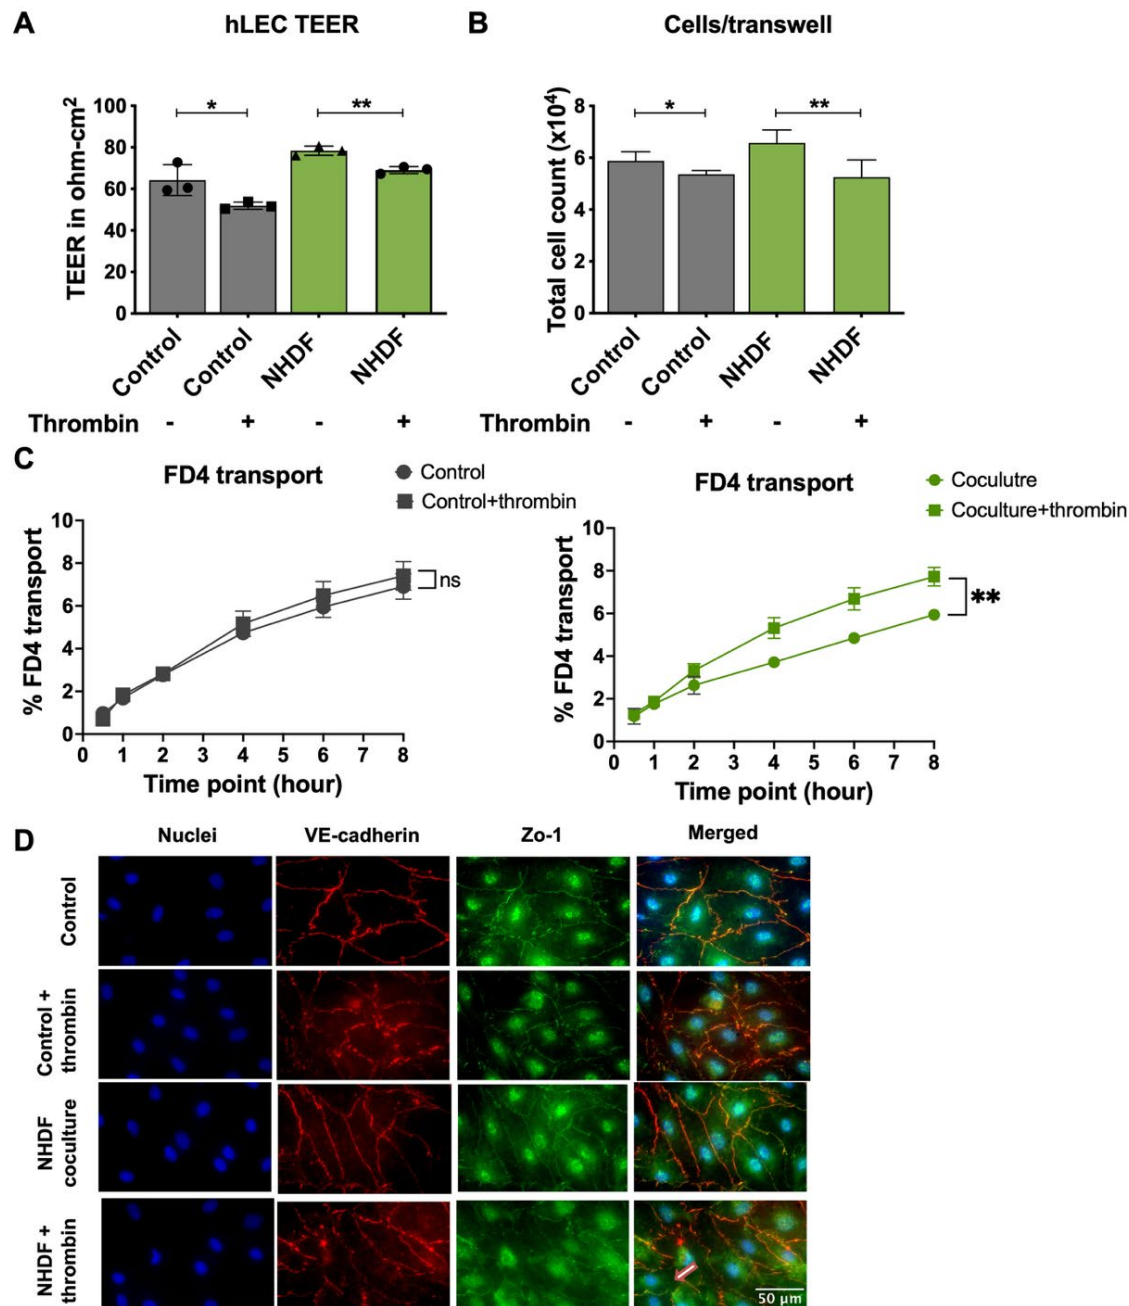 A
hLEC TEER
TEER in ohm-cm²
100
80
60
40
20
0
*
**
Control
Control
NHDF
NHDF
Thrombin - + - +
B
Cells/transwell
Total cell count (x10⁴)
8
6
4
2
0
*
**
Control
Control
NHDF
NHDF
Thrombin - + - +
C
FD4 transport
Control
Control+thrombin
% FD4 transport
10
8
6
4
2
0
ns
0 1 2 3 4 5 6 7 8
Time point (hour)
FD4 transport
Coculutre
Coculture+thrombin
% FD4 transport
10
8
6
4
2
0
**
0 1 2 3 4 5 6 7 8
Time point (hour)
D
Nuclei VE-cadherin Zo-1 Merged
Control
Control +
thrombin
NHDF
coculture
NHDF +
thrombin
50 µm